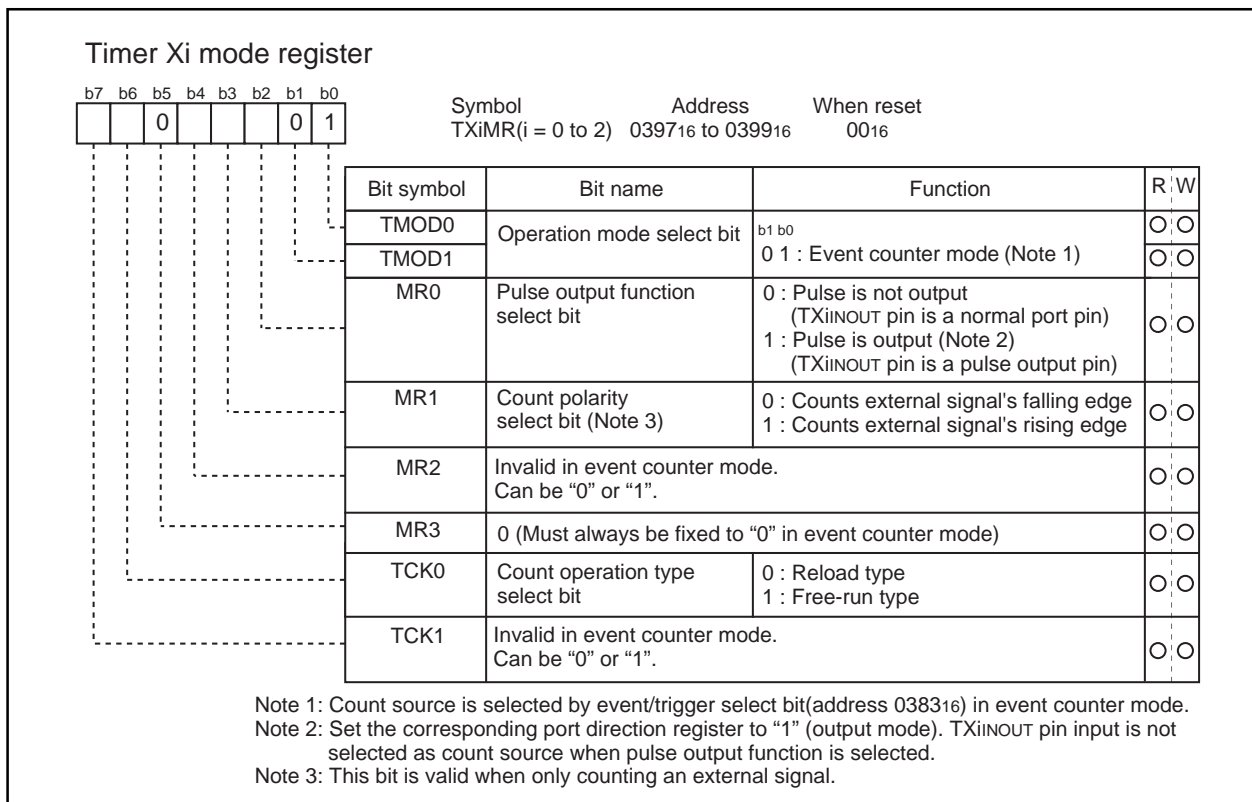 Timer Xi mode register
b7 b6 b5 b4 b3 b2 b1 b0
0 0 1
Symbol Address When reset
TXiMR(i = 0 to 2) 039716 to 039916 0016
Bit symbol Bit name Function R W
TMOD0 Operation mode select bit b1 b0
TMOD1 0 1 : Event counter mode (Note 1)
MR0 Pulse output function 0 : Pulse is not output
select bit (TXiINOUT pin is a normal port pin)
1 : Pulse is output (Note 2)
(TXiINOUT pin is a pulse output pin)
MR1 Count polarity 0 : Counts external signal's falling edge
select bit (Note 3) 1 : Counts external signal's rising edge
MR2 Invalid in event counter mode.
Can be “0” or “1”.
MR3 0 (Must always be fixed to “0” in event counter mode)
TCK0 Count operation type 0 : Reload type
select bit 1 : Free-run type
TCK1 Invalid in event counter mode.
Can be “0” or “1”.
Note 1: Count source is selected by event/trigger select bit(address 038316) in event counter mode.
Note 2: Set the corresponding port direction register to “1” (output mode). TXiINOUT pin input is not
selected as count source when pulse output function is selected.
Note 3: This bit is valid when only counting an external signal.